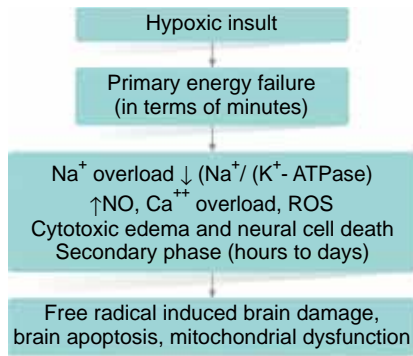 Hypoxic insult
Primary energy failure
(in terms of minutes)
Na⁺ overload ↓ (Na⁺/ (K⁺- ATPase)
↑NO, Ca⁺⁺ overload, ROS
Cytotoxic edema and neural cell death
Secondary phase (hours to days)
Free radical induced brain damage,
brain apoptosis, mitochondrial dysfunction